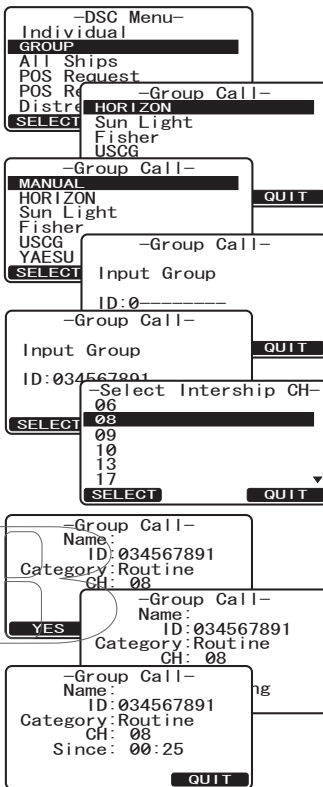 –DSC Menu–
Individual
GROUP
All Ships
POS Request
POS Re
Distre
SELECT
–Group Call–
HORIZON
Sun Light
Fisher
USCG
QUIT
–Group Call–
MANUAL
HORIZON
Sun Light
Fisher
USCG
YAESU
SELECT
–Group Call–
Input Group
ID:0––––––––
QUIT
–Group Call–
Input Group
ID:034567891
SELECT
–Select Intership CH–
06
08
09
10
13
17
SELECT QUIT
–Group Call–
Name:
ID:034567891
Category:Routine
CH: 08
YES
–Group Call–
Name:
ID:034567891
Category:Routine
CH: 08
ng
–Group Call–
Name:
ID:034567891
Category:Routine
CH: 08
Since: 00:25
QUIT